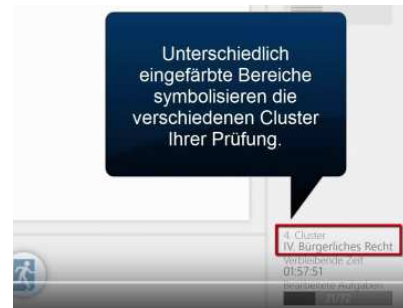 Unterschiedlich
eingefärbte Bereiche
symbolisieren die
verschiedenen Cluster
Ihrer Prüfung.
4. Cluster
IV. Bürgerliches Recht
Verbleibende Zeit
01:57:51
Bearbeitete Aufgaben